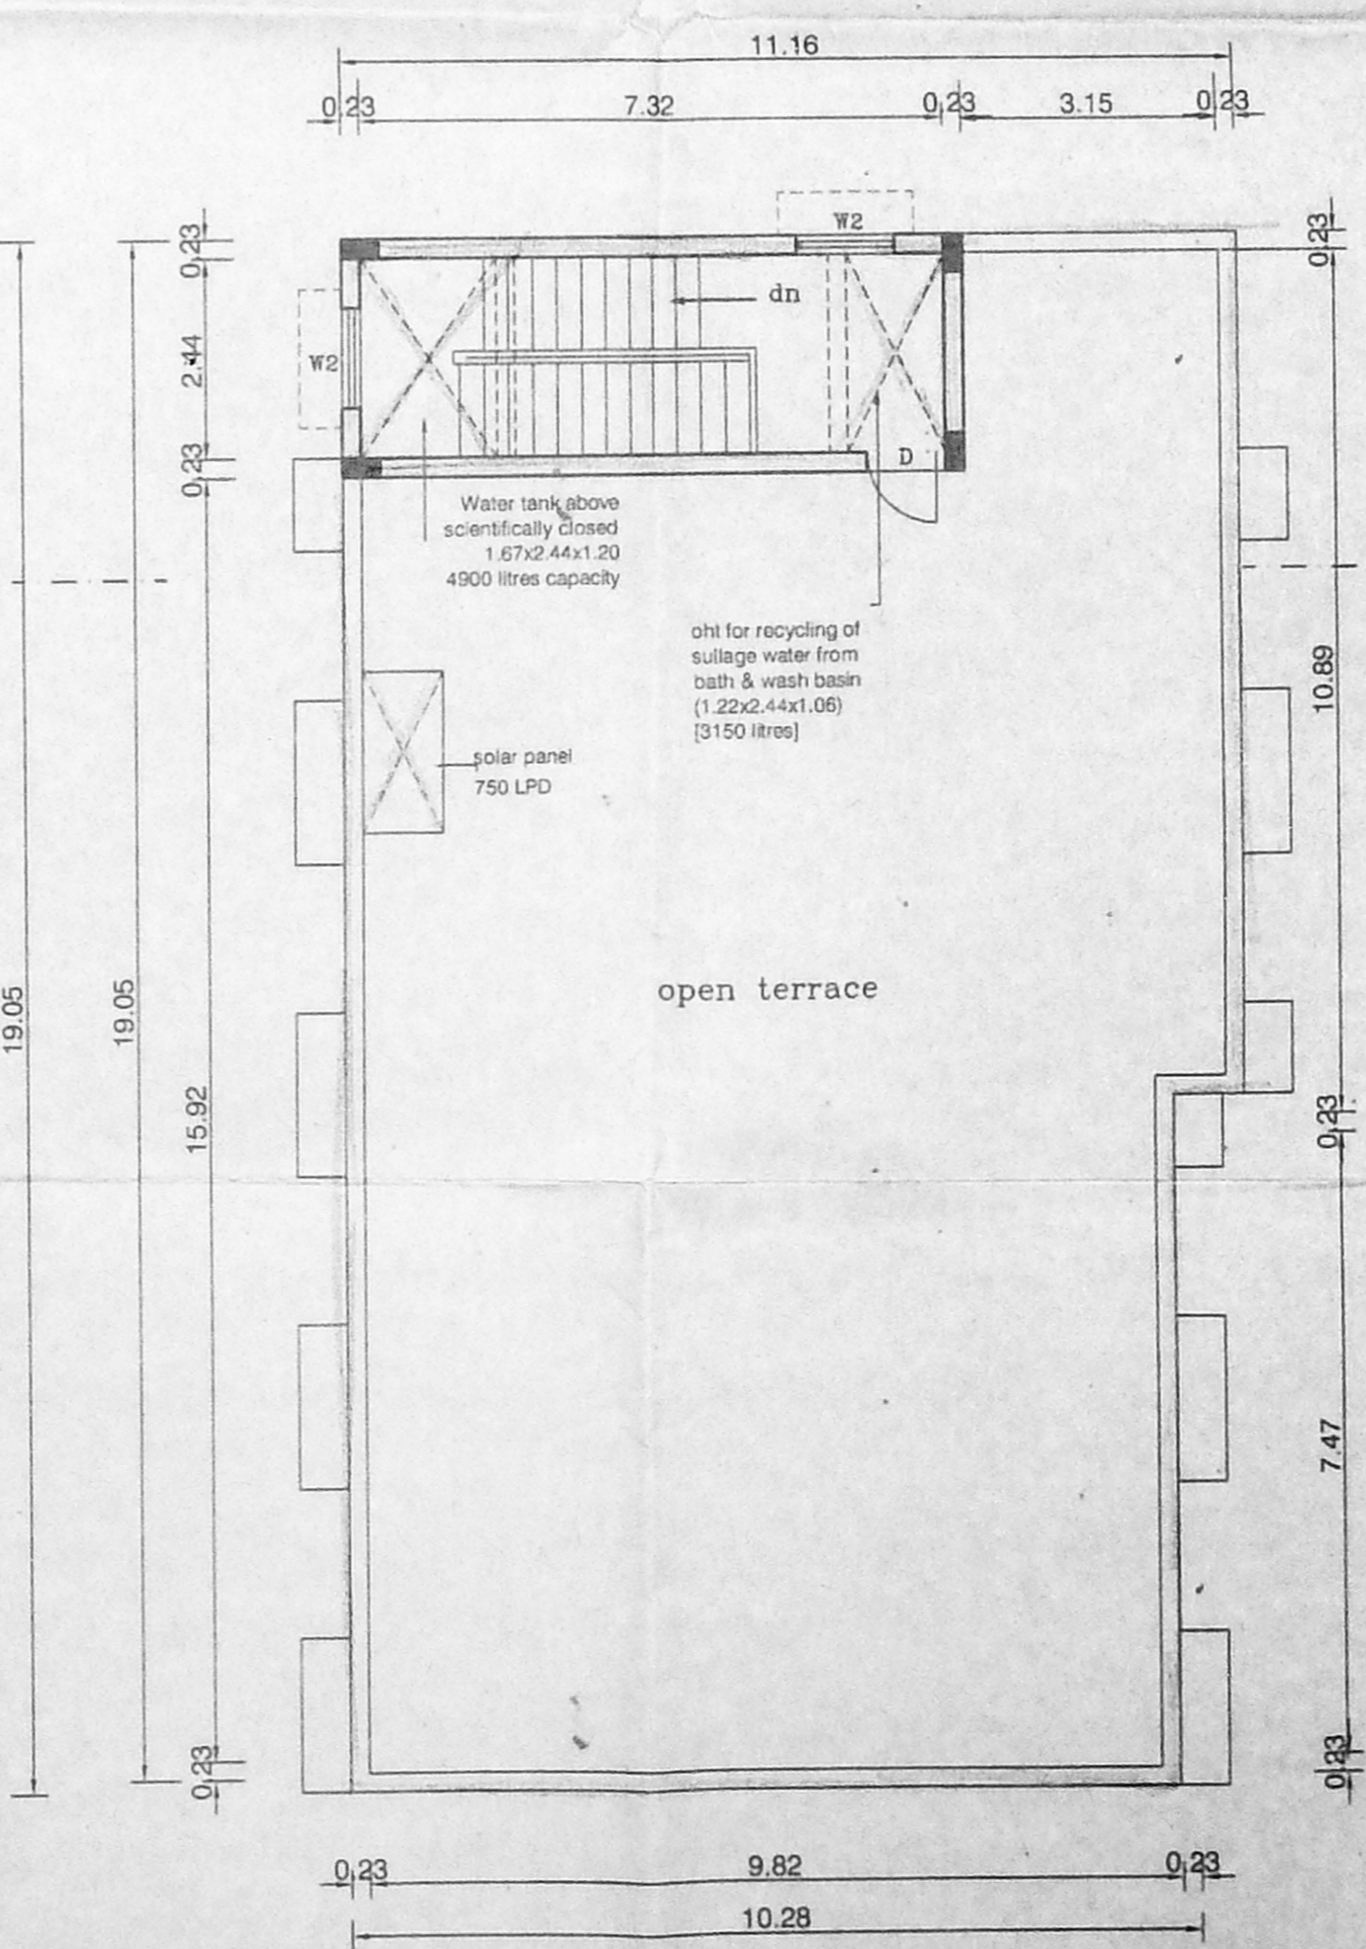 11.16
0.23
7.32
0.23
3.15
0.23
W2
0.23
0.23
dn
2.44
W2
0.23
D
Water tank above
scientifically closed
1.67x2.44x1.20
4900 litres capacity
oht for recycling of
sullage water from
bath & wash basin
(1.22x2.44x1.06)
[3150 litres]
10.89
solar panel
750 LPD
open terrace
19.05
19.05
15.92
0.23
7.47
0.23
0.23
0.23
9.82
0.23
10.28